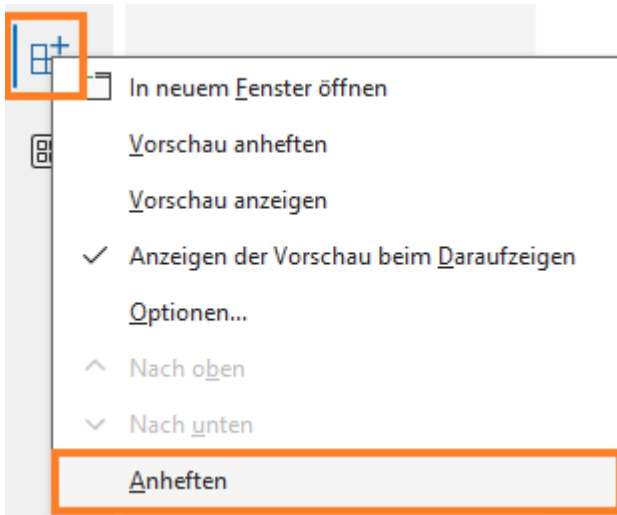 In neuem Fenster öffnen
Vorschau anheften
Vorschau anzeigen
Anzeigen der Vorschau beim Daraufzeigen
Optionen...
Nach oben
Nach unten
Anheften